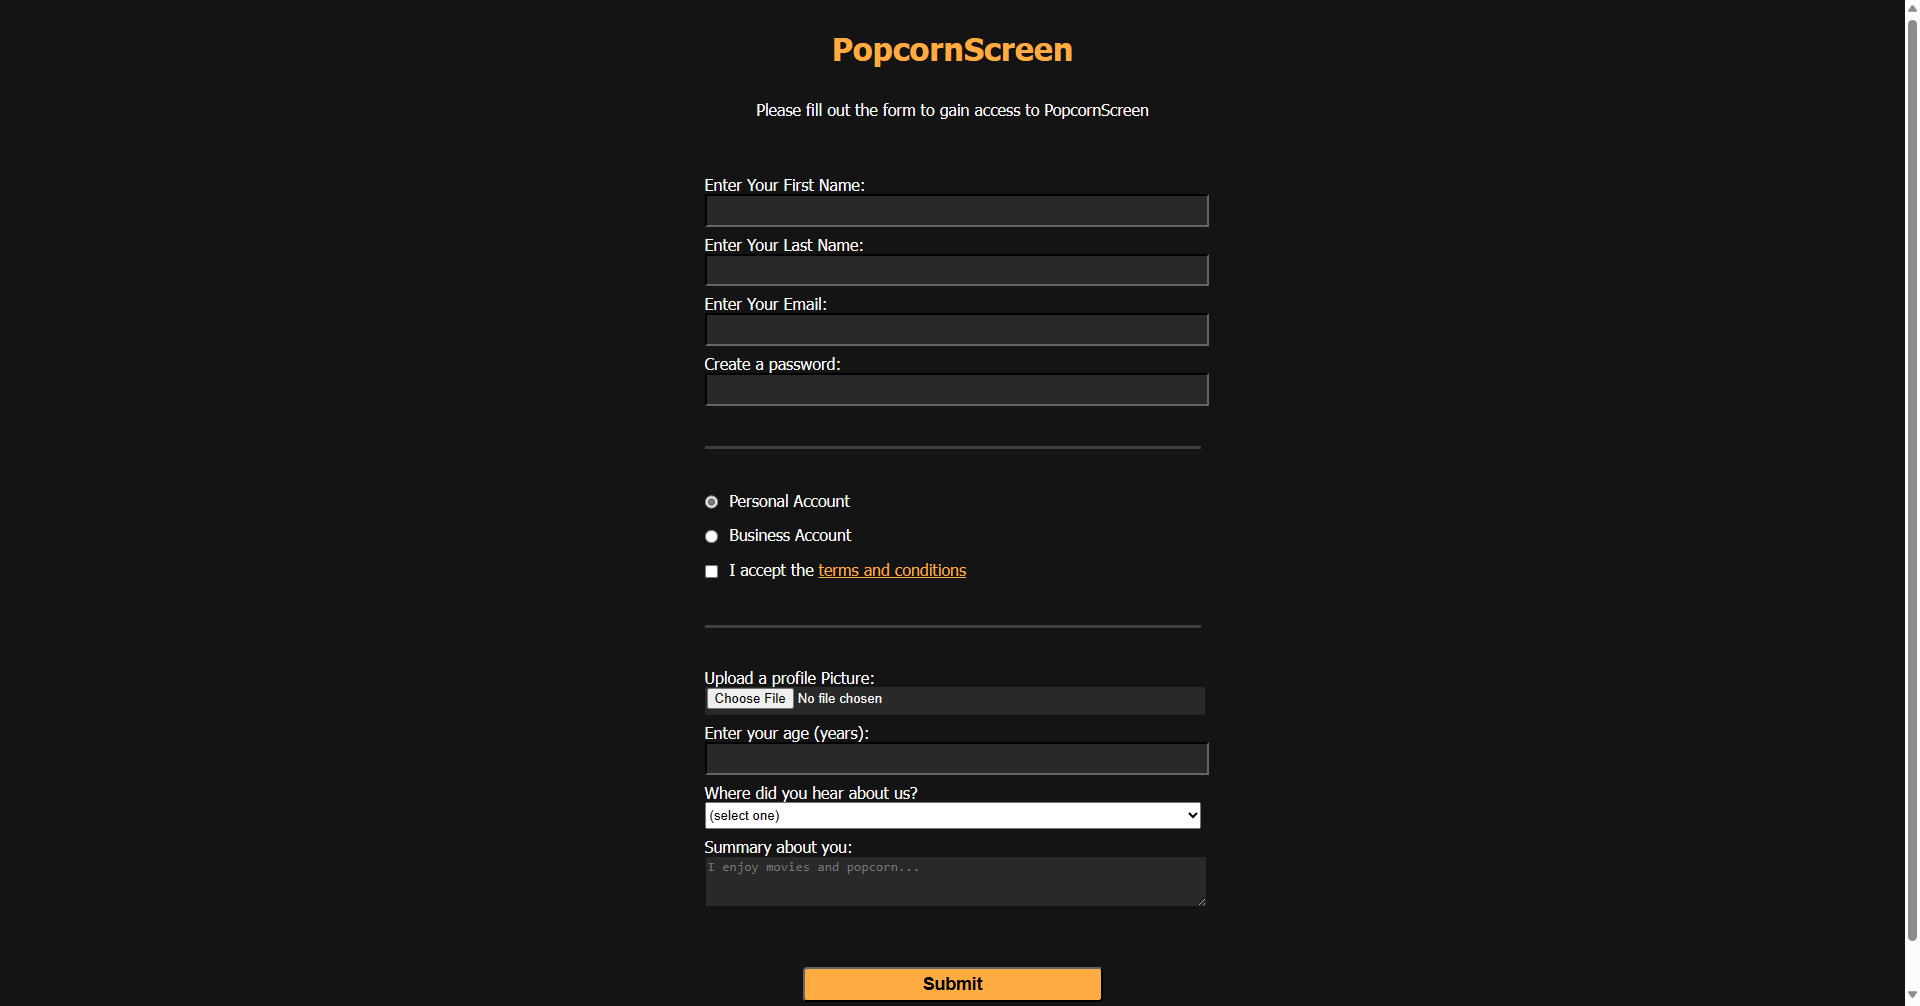 PopcornScreen
Please fill out the form to gain access to PopcornScreen
Enter Your First Name:
Enter Your Last Name:
Enter Your Email:
Create a password:
Personal Account
Business Account
I accept the terms and conditions
Upload a profile Picture:
Choose File No file chosen
Enter your age (years):
Where did you hear about us?
(select one)
Summary about you:
I enjoy movies and popcorn...
Submit